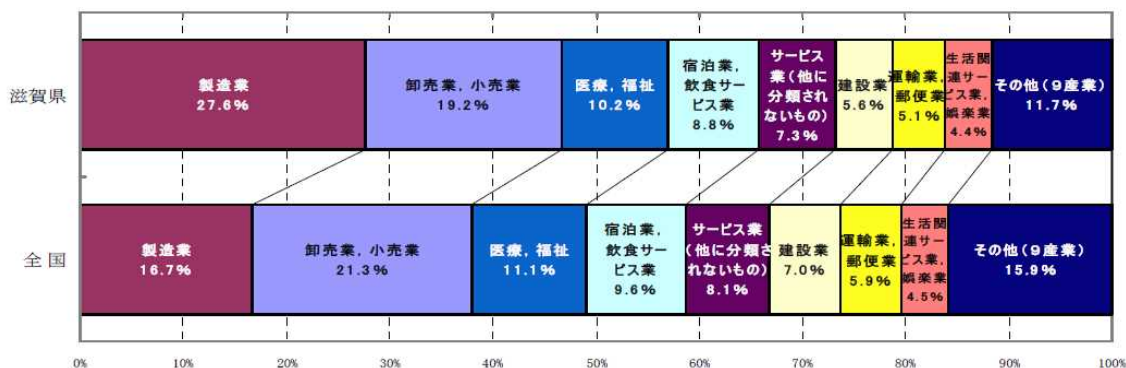 滋賀県
製造業
27.6%
卸売業, 小売業
19.2%
医療, 福祉
10.2%
宿泊業,
飲食サー
ビス業
8.8%
サービス
業(他に
分類され
ないもの)
7.3%
建設業
5.6%
運輸業,
郵便業
5.1%
生活関
連サー
ビス業,
娯楽業
4.4%
その他(9産業)
11.7%
全国
製造業
16.7%
卸売業, 小売業
21.3%
医療, 福祉
11.1%
宿泊業,
飲食サー
ビス業
9.6%
サービス業
(他に分類さ
れないもの)
8.1%
建設業
7.0%
運輸業,
郵便業
5.9%
生活関
連サー
ビス業,
娯楽業
4.5%
その他(9産業)
15.9%
0% 10% 20% 30% 40% 50% 60% 70% 80% 90% 100%